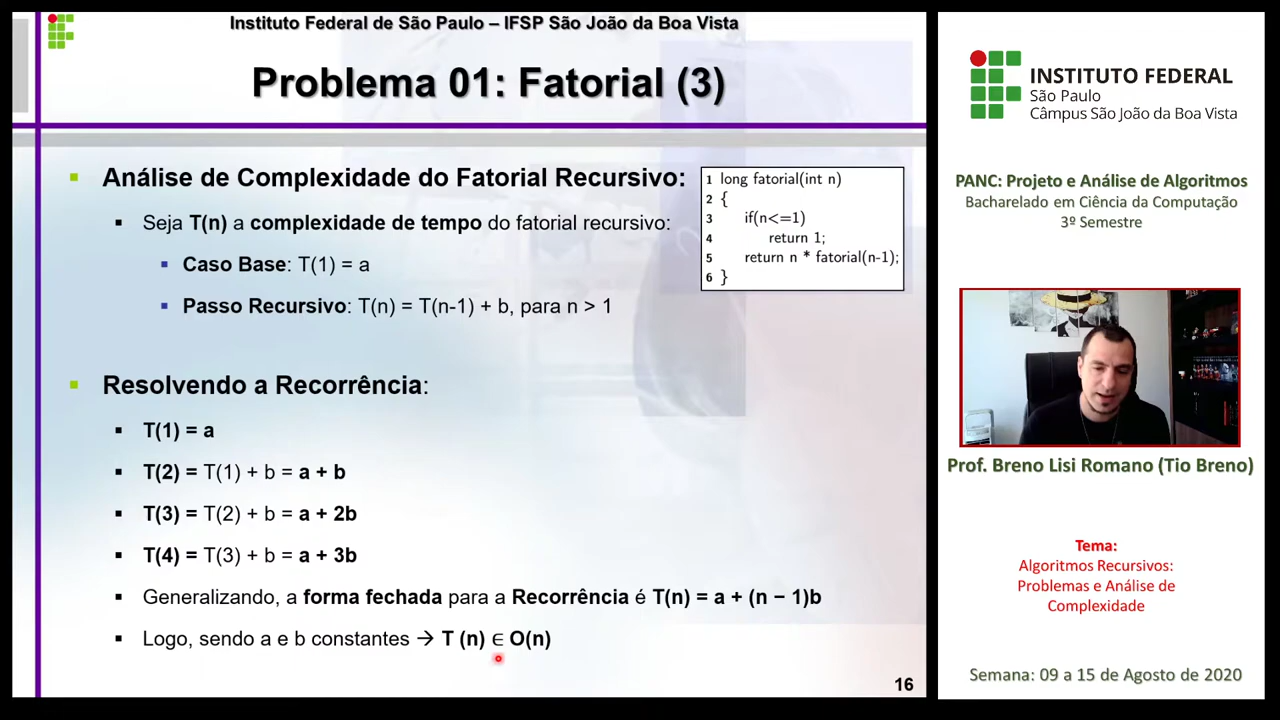 Instituto Federal de São Paulo – IFSP São João da Boa Vista
Problema 01: Fatorial (3)
Análise de Complexidade do Fatorial Recursivo:
Seja T(n) a complexidade de tempo do fatorial recursivo:
Caso Base: T(1) = a
Passo Recursivo: T(n) = T(n-1) + b, para n > 1
1 long fatorial(int n)
2 {
3 if(n<=1)
4 return 1;
5 return n * fatorial(n-1);
6 }
Resolvendo a Recorrência:
T(1) = a
T(2) = T(1) + b = a + b
T(3) = T(2) + b = a + 2b
T(4) = T(3) + b = a + 3b
Generalizando, a forma fechada para a Recorrência é T(n) = a + (n − 1)b
Logo, sendo a e b constantes → T (n) ∈ O(n)
16
INSTITUTO FEDERAL
São Paulo
Câmpus São João da Boa Vista
PANC: Projeto e Análise de Algoritmos
Bacharelado em Ciência da Computação
3º Semestre
Prof. Breno Lisi Romano (Tio Breno)
Tema:
Algoritmos Recursivos:
Problemas e Análise de
Complexidade
Semana: 09 a 15 de Agosto de 2020